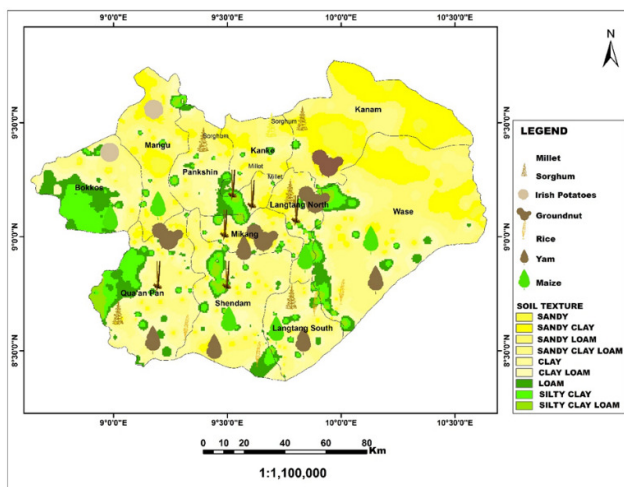 9°0'0"E 9°30'0"E 10°0'0"E 10°30'0"E
N
9°30'0"N
9°30'0"N
Kanam
Sorghum
Sorghum
Mangu
Kanke
Pankshin
Millet
Millet
Bokkos
Langtang North
Wase
9°0'0"N
9°0'0"N
Mikang
Qua'an Pan
Shendam
Langtang South
8°30'0"N
8°30'0"N
9°0'0"E 9°30'0"E 10°0'0"E 10°30'0"E
0 10 20 40 60 80
Km
1:1,100,000
LEGEND
Millet
Sorghum
Irish Potatoes
Groundnut
Rice
Yam
Maize
SOIL TEXTURE
SANDY
SANDY CLAY
SANDY LOAM
SANDY CLAY LOAM
CLAY
CLAY LOAM
LOAM
SILTY CLAY
SILTY CLAY LOAM